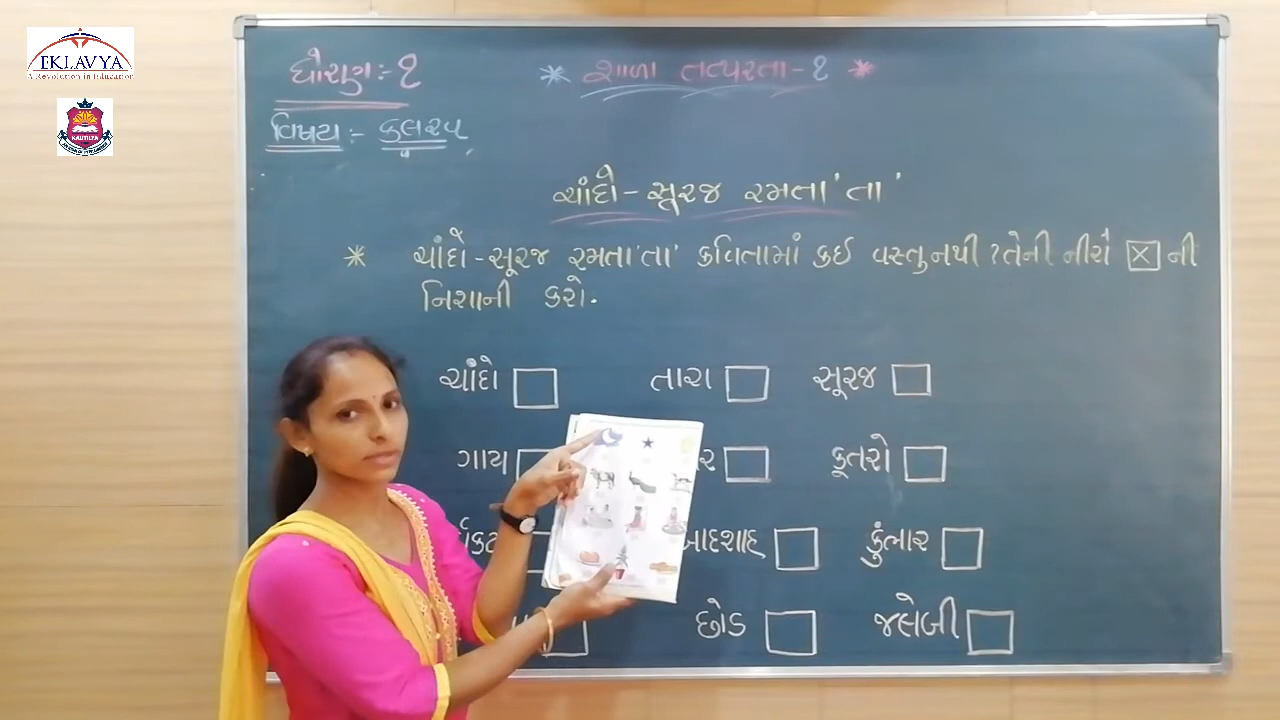 EKLAVYA
A Revolution in Education
KAUTILYA
ધોરણ:- ૧
* શાળા તત્પરતા - ૧ *
વિષય:- કલરવ
ચાંદો - સૂરજ રમતા'તા'
* ચાંદો - સૂરજ રમતા'તા' કવિતામાં કઈ વસ્તુ નથી ? તેની નીચે ☒ ની
નિશાની કરો.
ચાંદો તારા સૂરજ
ગાય કૂતરો
બાદશાહ કુંભાર
છોડ જલેબી